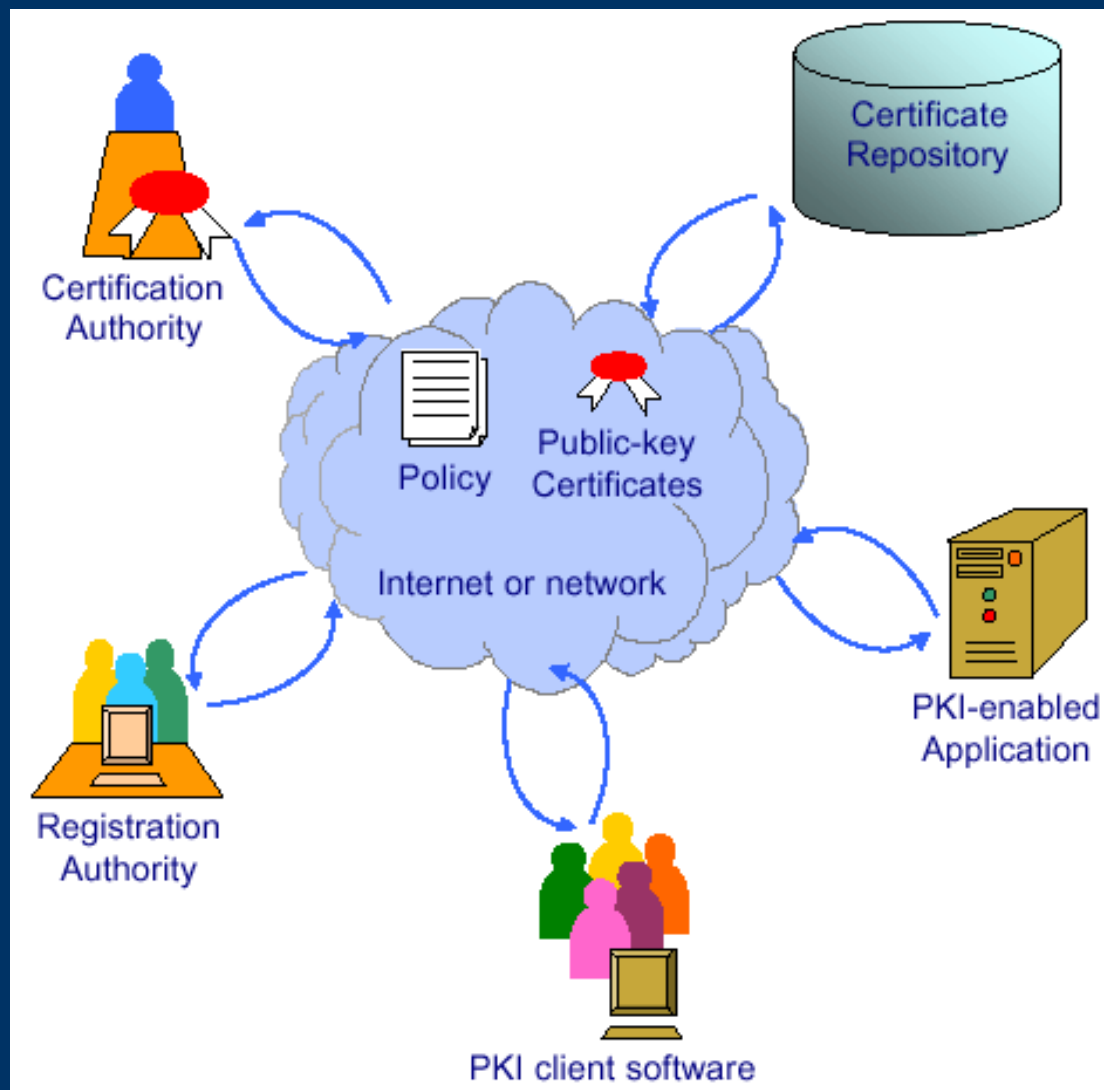 Certificate
Repository
Certification
Authority
Policy
Public-key
Certificates
Internet or network
PKI-enabled
Application
Registration
Authority
PKI client software